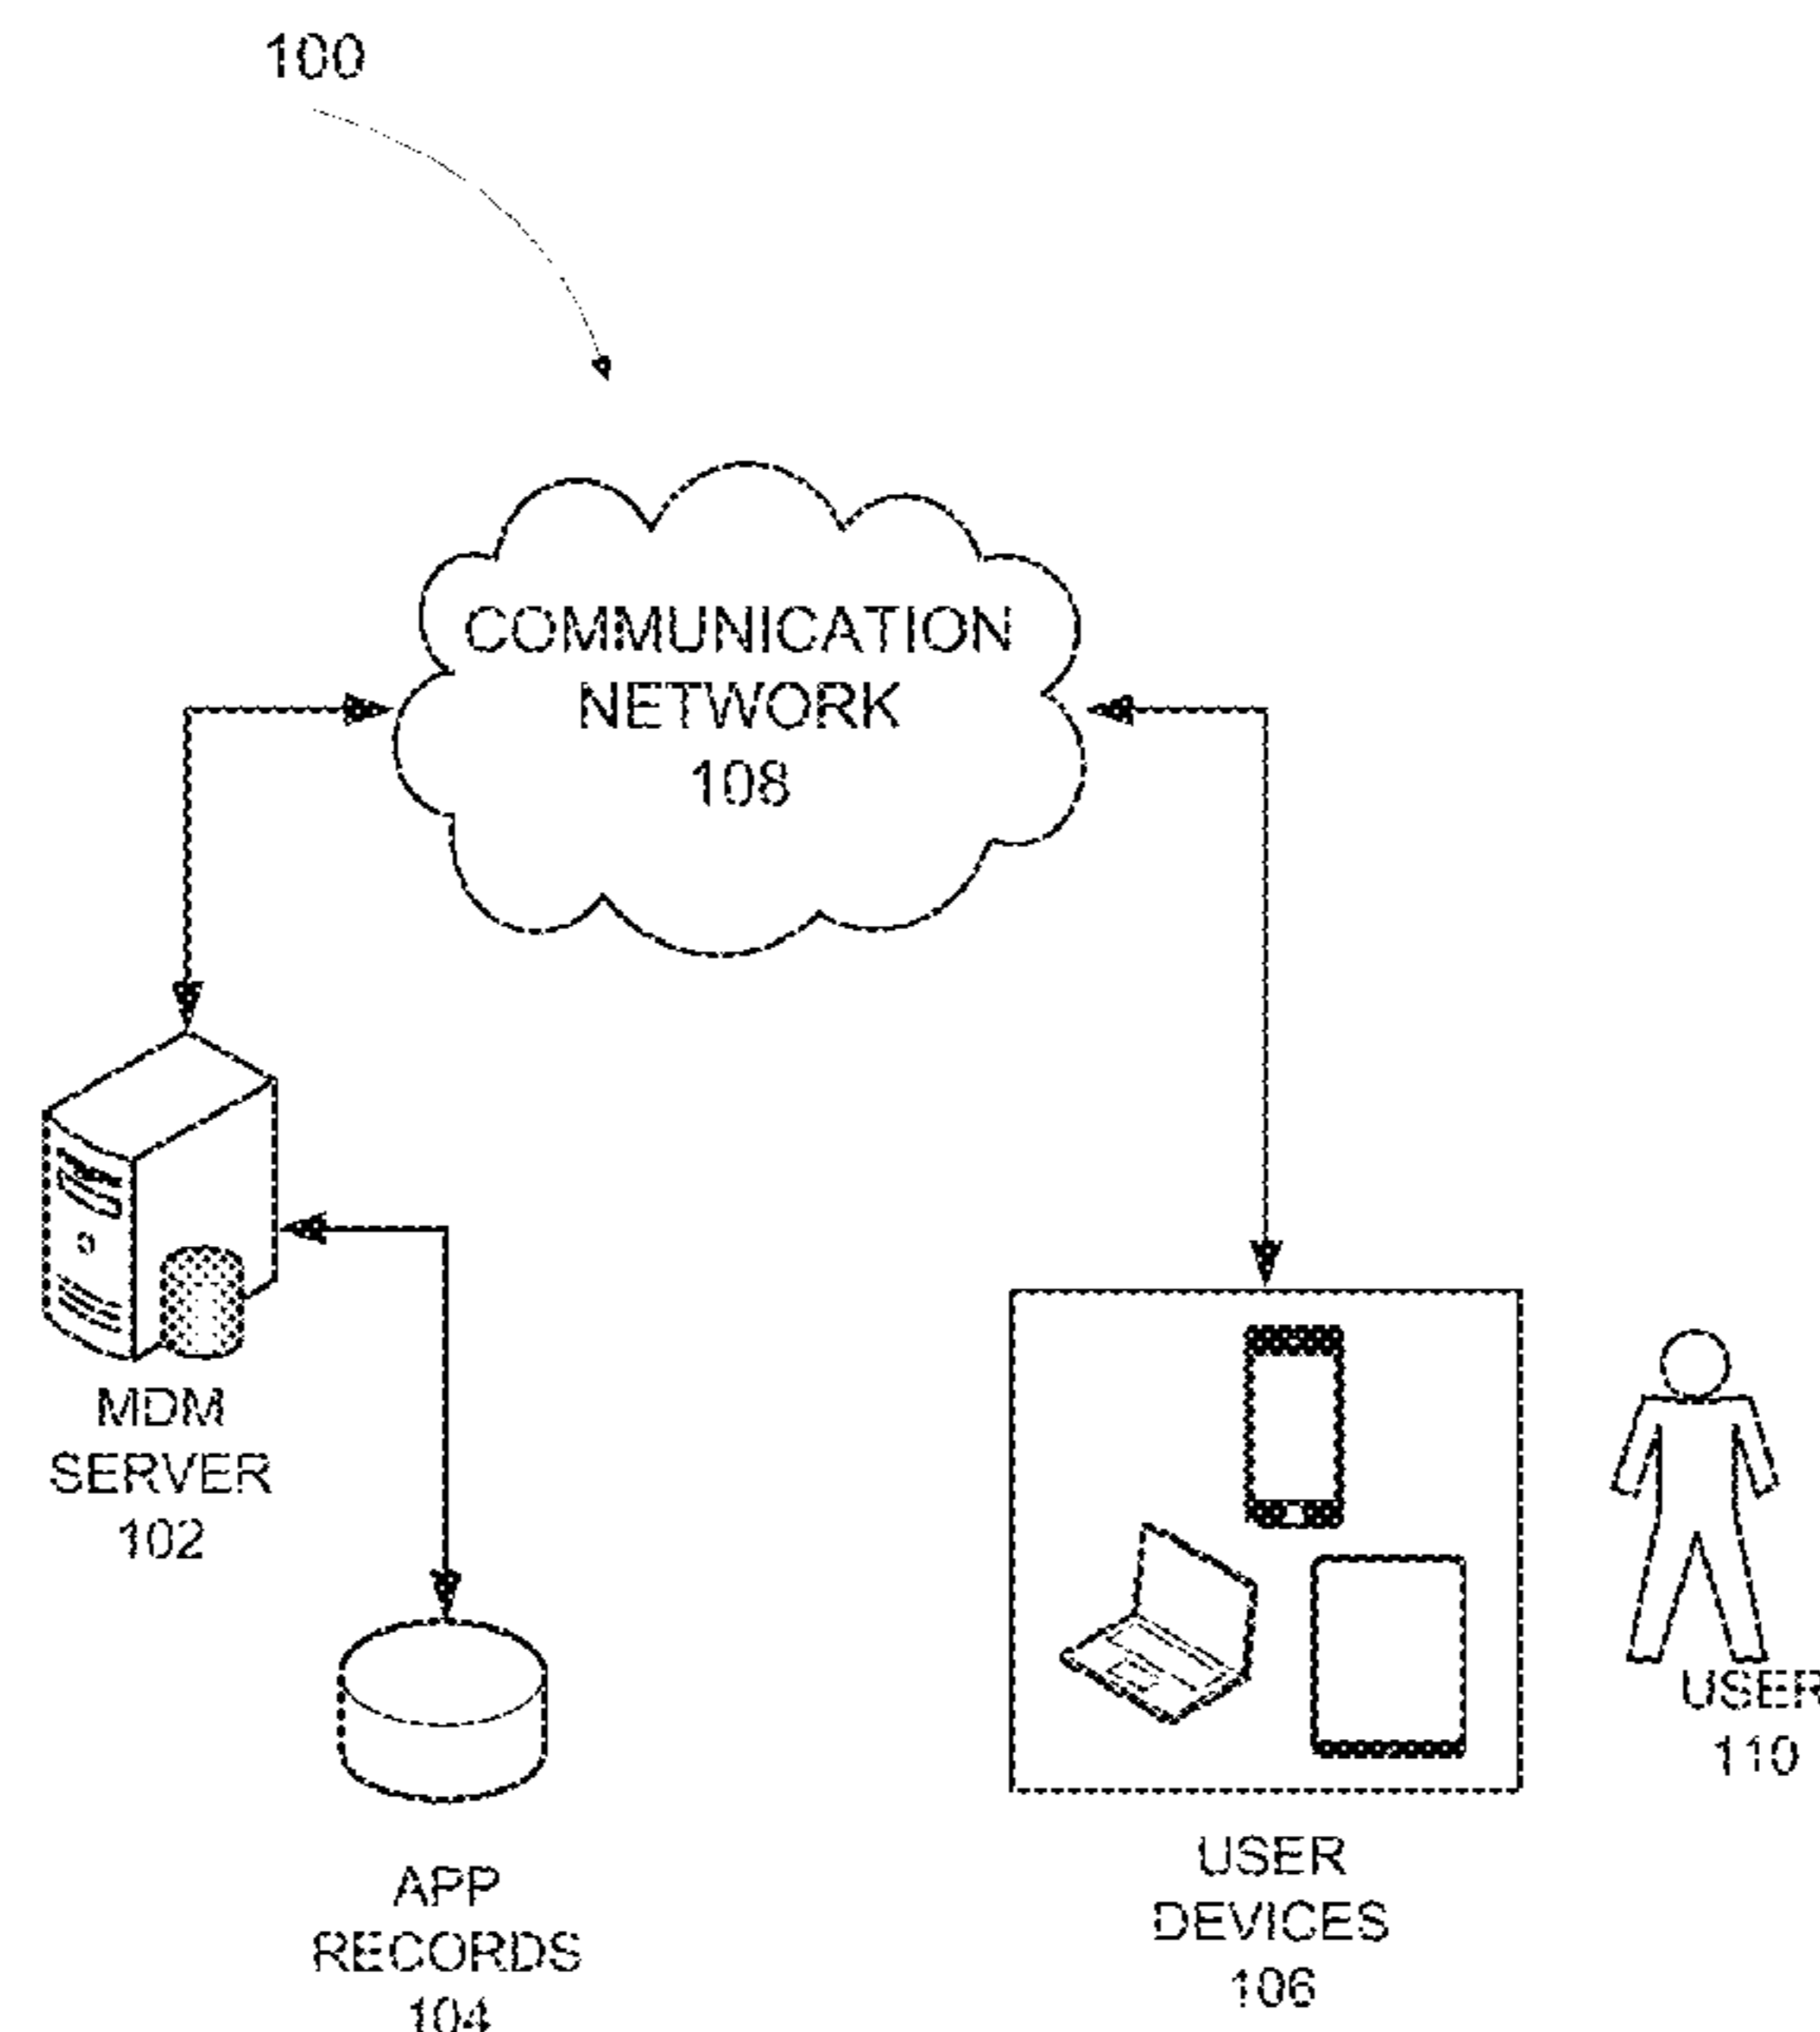 100
COMMUNICATION
NETWORK
108
MDM
SERVER
102
APP
RECORDS
104
USER
DEVICES
106
USER
110